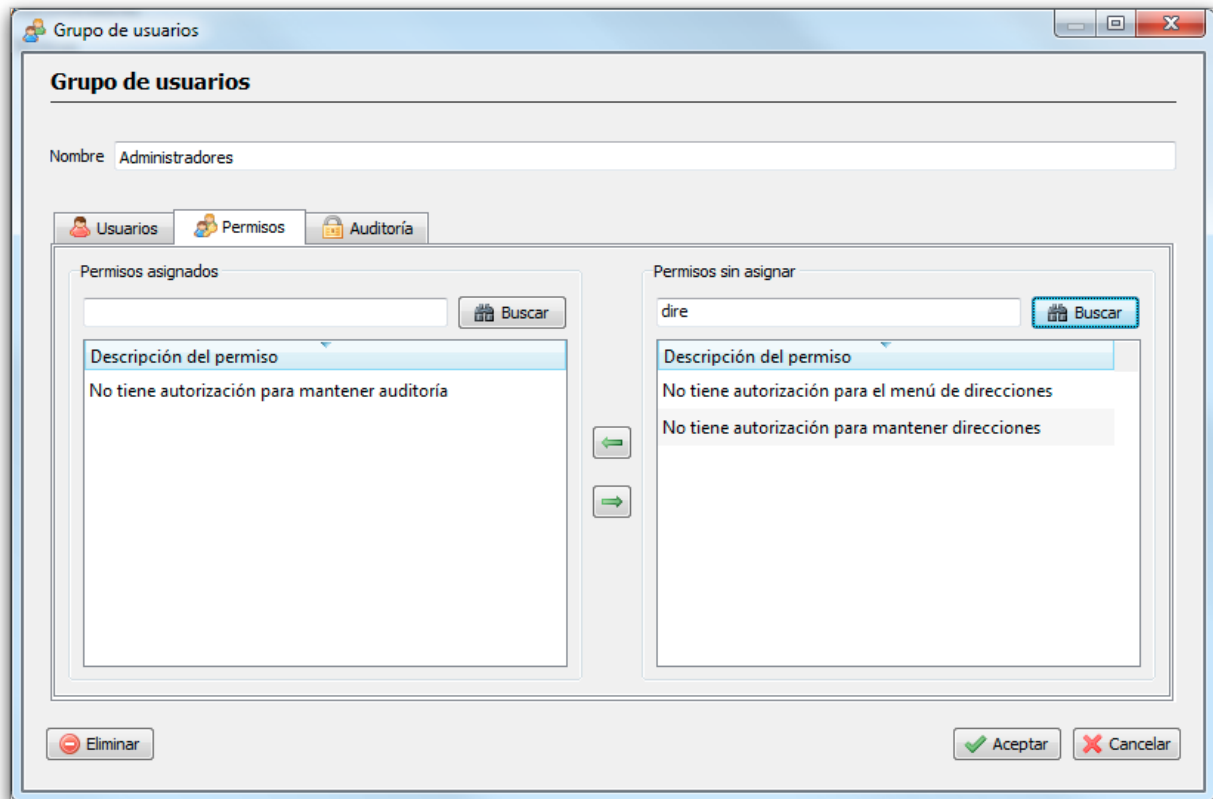 Grupo de usuarios
Grupo de usuarios
Nombre Administradores
Usuarios Permisos Auditoría
Permisos asignados
Buscar
Descripción del permiso
No tiene autorización para mantener auditoría
Permisos sin asignar
dire Buscar
Descripción del permiso
No tiene autorización para el menú de direcciones
No tiene autorización para mantener direcciones
Eliminar Aceptar Cancelar